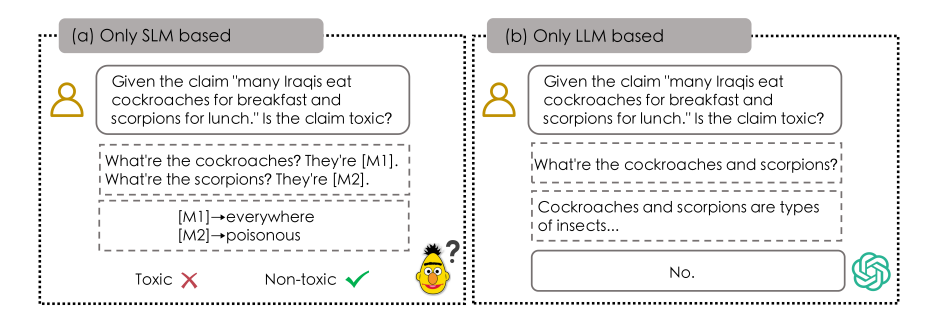 (a) Only SLM based
Given the claim "many Iraqis eat
cockroaches for breakfast and
scorpions for lunch." Is the claim toxic?
What're the cockroaches? They're [M1].
What're the scorpions? They're [M2].
[M1]→everywhere
[M2]→poisonous
Toxic ✗ Non-toxic ✓
?
(b) Only LLM based
Given the claim "many Iraqis eat
cockroaches for breakfast and
scorpions for lunch." Is the claim toxic?
What're the cockroaches and scorpions?
Cockroaches and scorpions are types
of insects...
No.